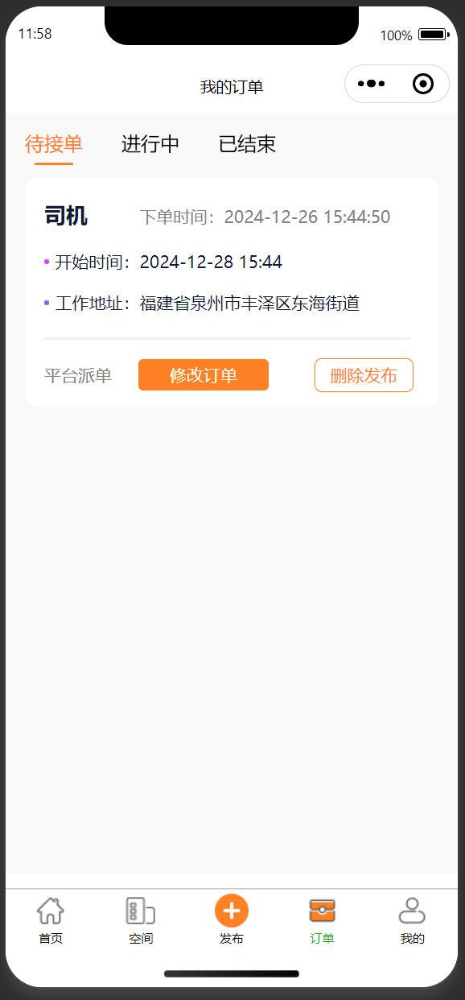 11:58 100%
我的订单
待接单 进行中 已结束
司机 下单时间：2024-12-26 15:44:50
开始时间：2024-12-28 15:44
工作地址：福建省泉州市丰泽区东海街道
平台派单 修改订单 删除发布
首页 空间 发布 订单 我的